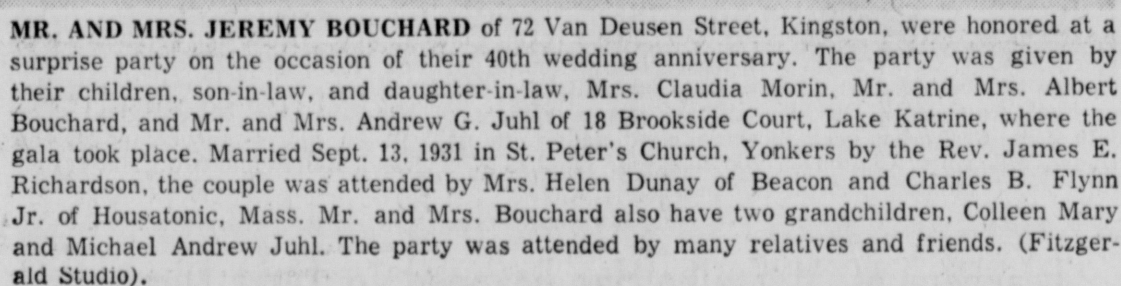 MR. AND MRS. JEREMY BOUCHARD of 72 Van Deusen Street, Kingston, were honored at a
surprise party on the occasion of their 40th wedding anniversary. The party was given by
their children, son-in-law, and daughter-in-law, Mrs. Claudia Morin, Mr. and Mrs. Albert
Bouchard, and Mr. and Mrs. Andrew G. Juhl of 18 Brookside Court, Lake Katrine, where the
gala took place. Married Sept. 13, 1931 in St. Peter's Church, Yonkers by the Rev. James E.
Richardson, the couple was attended by Mrs. Helen Dunay of Beacon and Charles B. Flynn
Jr. of Housatonic, Mass. Mr. and Mrs. Bouchard also have two grandchildren, Colleen Mary
and Michael Andrew Juhl. The party was attended by many relatives and friends. (Fitzger-
ald Studio).